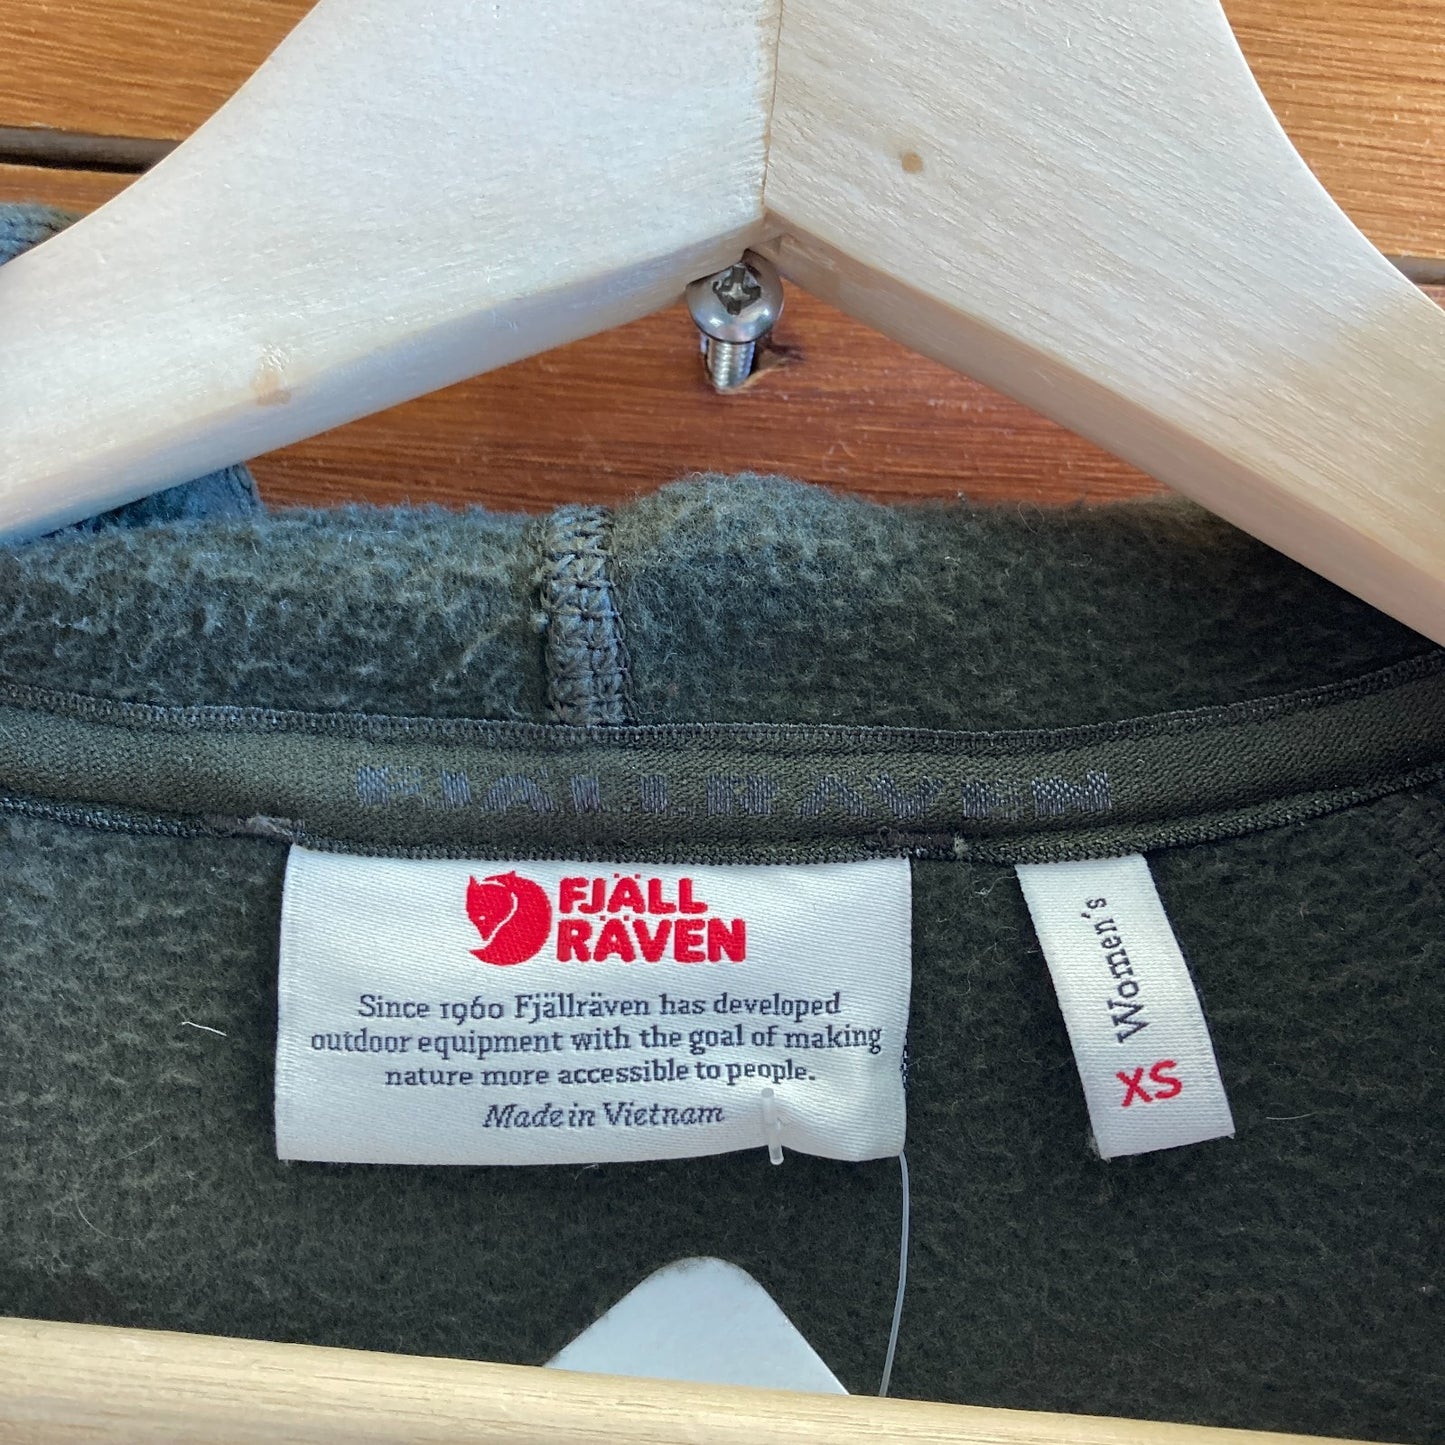 FJALLRAVEN
FJÄLL
RÄVEN
Since 1960 Fjällräven has developed
outdoor equipment with the goal of making
nature more accessible to people.
Made in Vietnam
Women's
XS